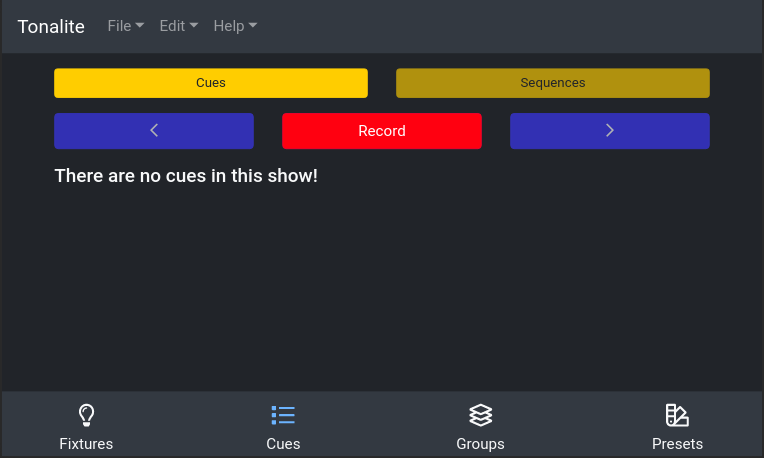 Tonalite File Edit Help
Cues Sequences
Record
There are no cues in this show!
Fixtures Cues Groups Presets